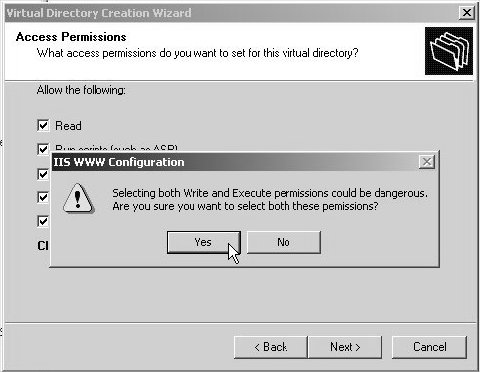 Virtual Directory Creation Wizard
Access Permissions
What access permissions do you want to set for this virtual directory?
Allow the following:
Read
Run scripts (such as ASP)
IIS WWW Configuration
Selecting both Write and Execute permissions could be dangerous.
Are you sure you want to select both these pemissions?
Yes
No
Cl
< Back
Next >
Cancel